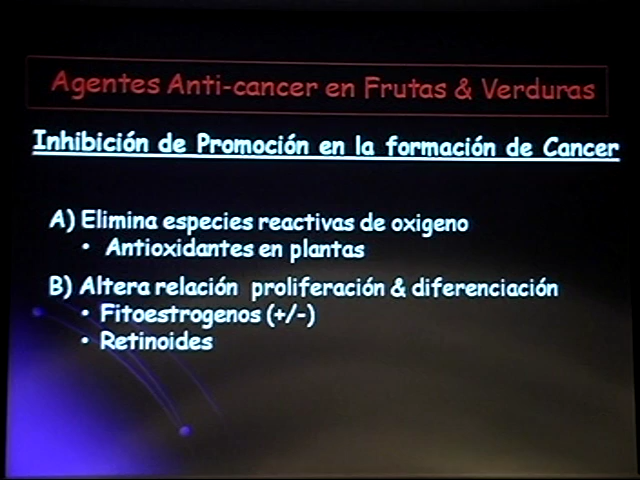 Agentes Anti-cancer en Frutas & Verduras
Inhibición de Promoción en la formación de Cancer
A) Elimina especies reactivas de oxigeno
• Antioxidantes en plantas
B) Altera relación proliferación & diferenciación
• Fitoestrogenos (+/-)
• Retinoides